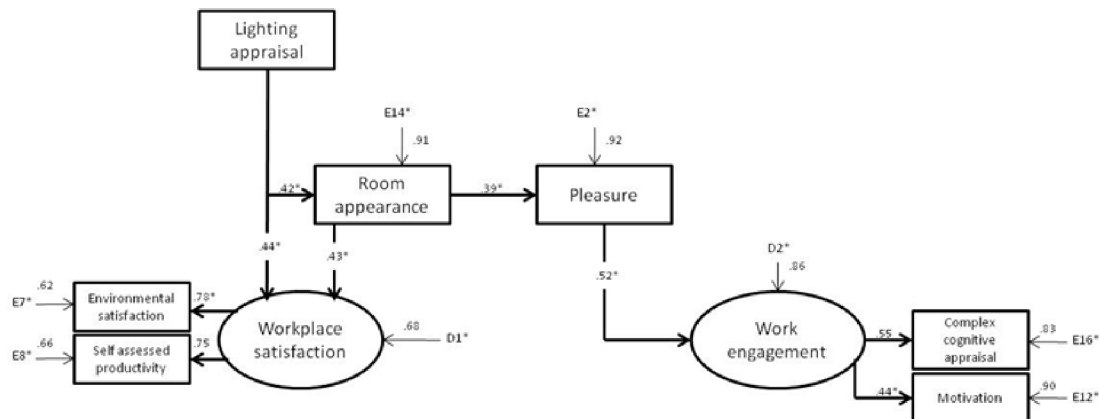 Lighting
appraisal
E14*
E2*
.91
.92
.42*
Room
appearance
.39*
Pleasure
.44*
.43*
.52*
D2*
.86
E7*
.62
Environmental
satisfaction
.78*
Workplace
satisfaction
.68
D1*
E8*
.66
Self assessed
productivity
.75
Work
engagement
.55
Complex
cognitive
appraisal
.83
E16*
.44*
Motivation
.90
E12*